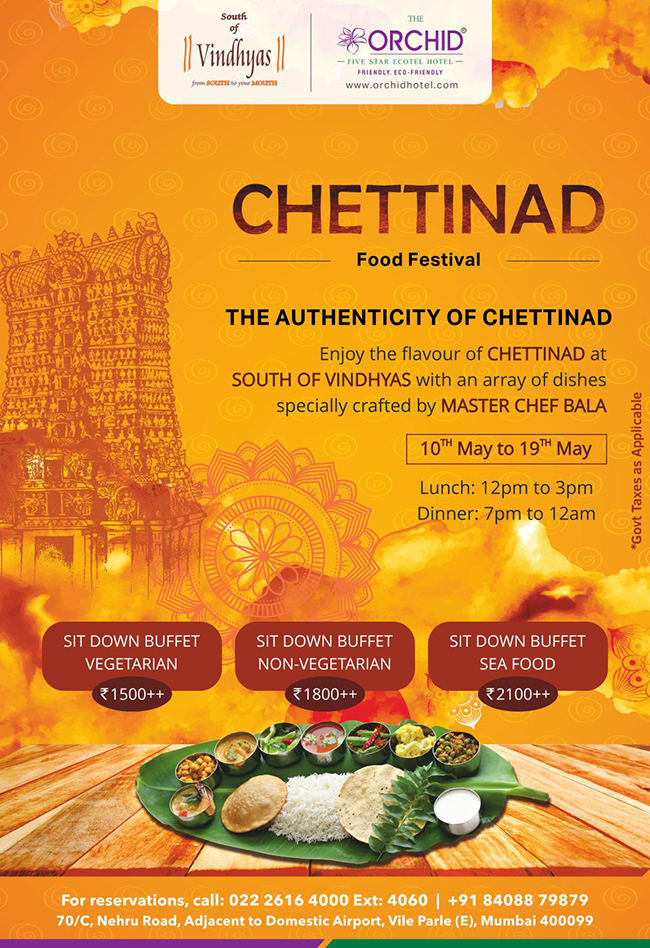 South
of
Vindhyas
from SOUTH to your MOUTH
THE
ORCHID®
FIVE STAR ECOTEL HOTEL
FRIENDLY. ECO-FRIENDLY
www.orchidhotel.com
CHETTINAD
Food Festival
THE AUTHENTICITY OF CHETTINAD
Enjoy the flavour of CHETTINAD at
SOUTH OF VINDHYAS with an array of dishes
specially crafted by MASTER CHEF BALA
10TH May to 19TH May
Lunch: 12pm to 3pm
Dinner: 7pm to 12am
*Govt Taxes as Applicable
SIT DOWN BUFFET
VEGETARIAN
₹1500++
SIT DOWN BUFFET
NON-VEGETARIAN
₹1800++
SIT DOWN BUFFET
SEA FOOD
₹2100++
For reservations, call: 022 2616 4000 Ext: 4060 | +91 84088 79879
70/C, Nehru Road, Adjacent to Domestic Airport, Vile Parle (E), Mumbai 400099